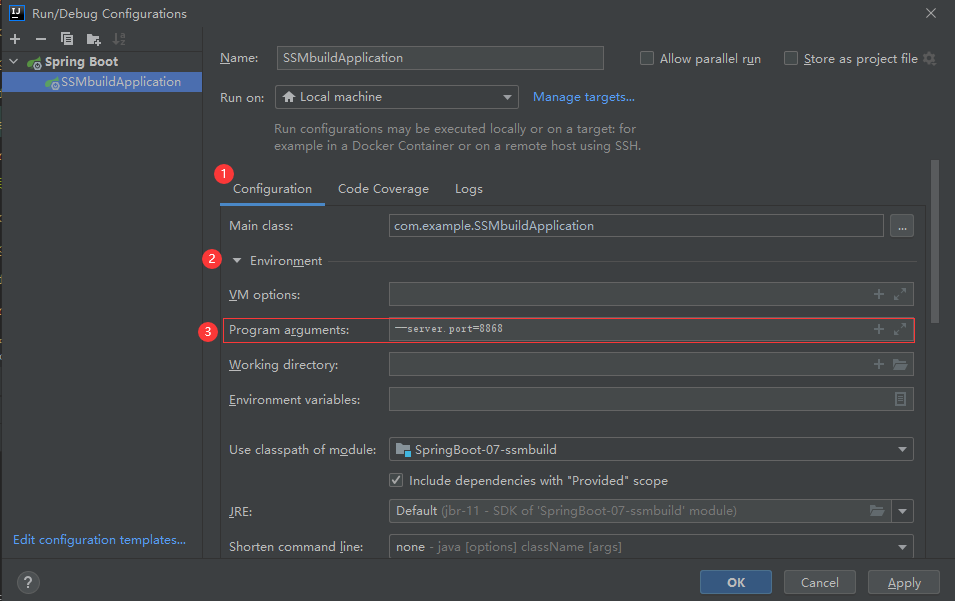 Run/Debug Configurations
Spring Boot
SSMbuildApplication
Name: SSMbuildApplication
Allow parallel run
Store as project file
Run on: Local machine
Manage targets...
Run configurations may be executed locally or on a target: for
example in a Docker Container or on a remote host using SSH.
1
Configuration Code Coverage Logs
Main class: com.example.SSMbuildApplication ...
2 Environment
VM options:
3 Program arguments: --server.port=8868
Working directory:
Environment variables:
Use classpath of module: SpringBoot-07-ssmbuild
Include dependencies with "Provided" scope
JRE: Default (jbr-11 - SDK of 'SpringBoot-07-ssmbuild' module)
Edit configuration templates...
Shorten command line: none - java [options] className [args]
?
OK Cancel Apply